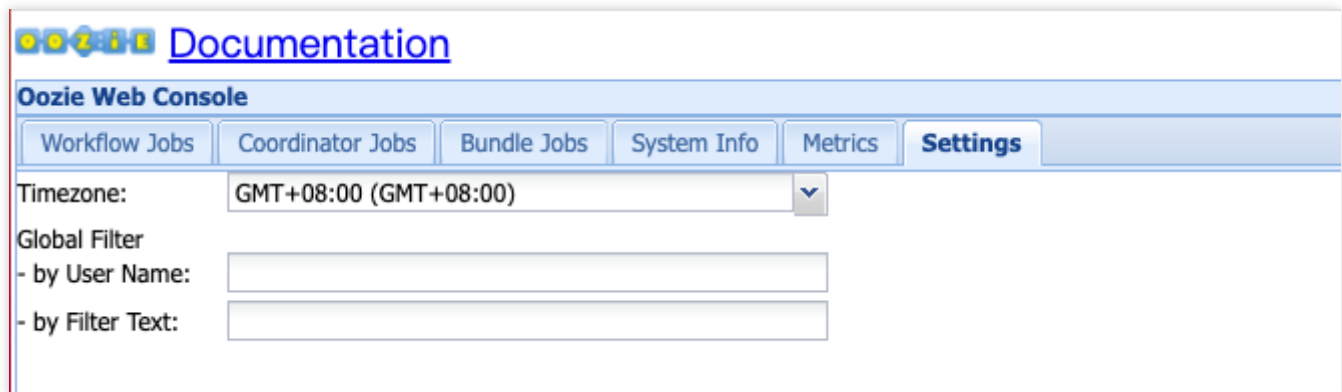 OOZIE Documentation
Oozie Web Console
Workflow Jobs Coordinator Jobs Bundle Jobs System Info Metrics Settings
Timezone: GMT+08:00 (GMT+08:00)
Global Filter
- by User Name:
- by Filter Text: